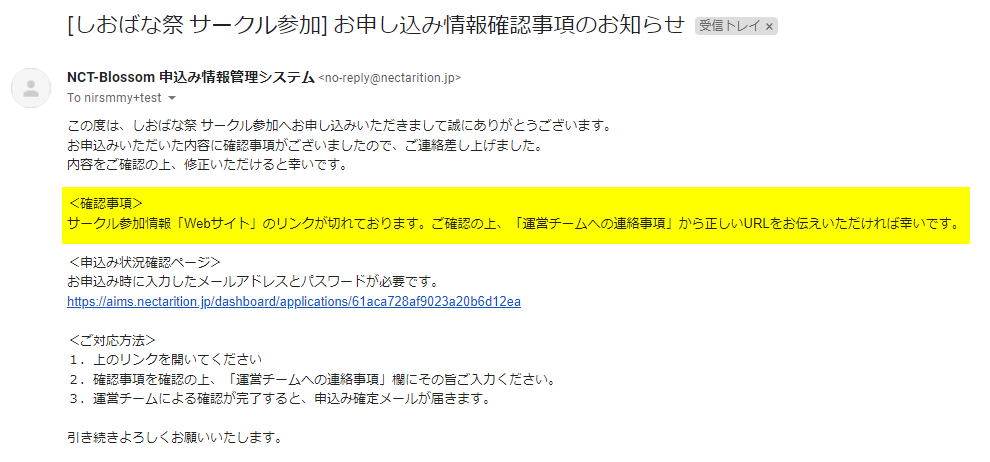 [しおばな祭 サークル参加] お申し込み情報確認事項のお知らせ 受信トレイ ×
NCT-Blossom 申込み情報管理システム <no-reply@nectarition.jp>
To nirsmmy+test
この度は、しおばな祭 サークル参加へお申し込みいただきまして誠にありがとうございます。
お申込みいただいた内容に確認事項がございましたので、ご連絡差し上げました。
内容をご確認の上、修正いただけると幸いです。
＜確認事項＞
サークル参加情報「Webサイト」のリンクが切れております。ご確認の上、「運営チームへの連絡事項」から正しいURLをお伝えいただければ幸いです。
＜申込み状況確認ページ＞
お申込み時に入力したメールアドレスとパスワードが必要です。
https://aims.nectarition.jp/dashboard/applications/61aca728af9023a20b6d12ea
＜ご対応方法＞
１．上のリンクを開いてください
２．確認事項を確認の上、「運営チームへの連絡事項」欄にその旨ご入力ください。
３．運営チームによる確認が完了すると、申込み確定メールが届きます。
引き続きよろしくお願いいたします。